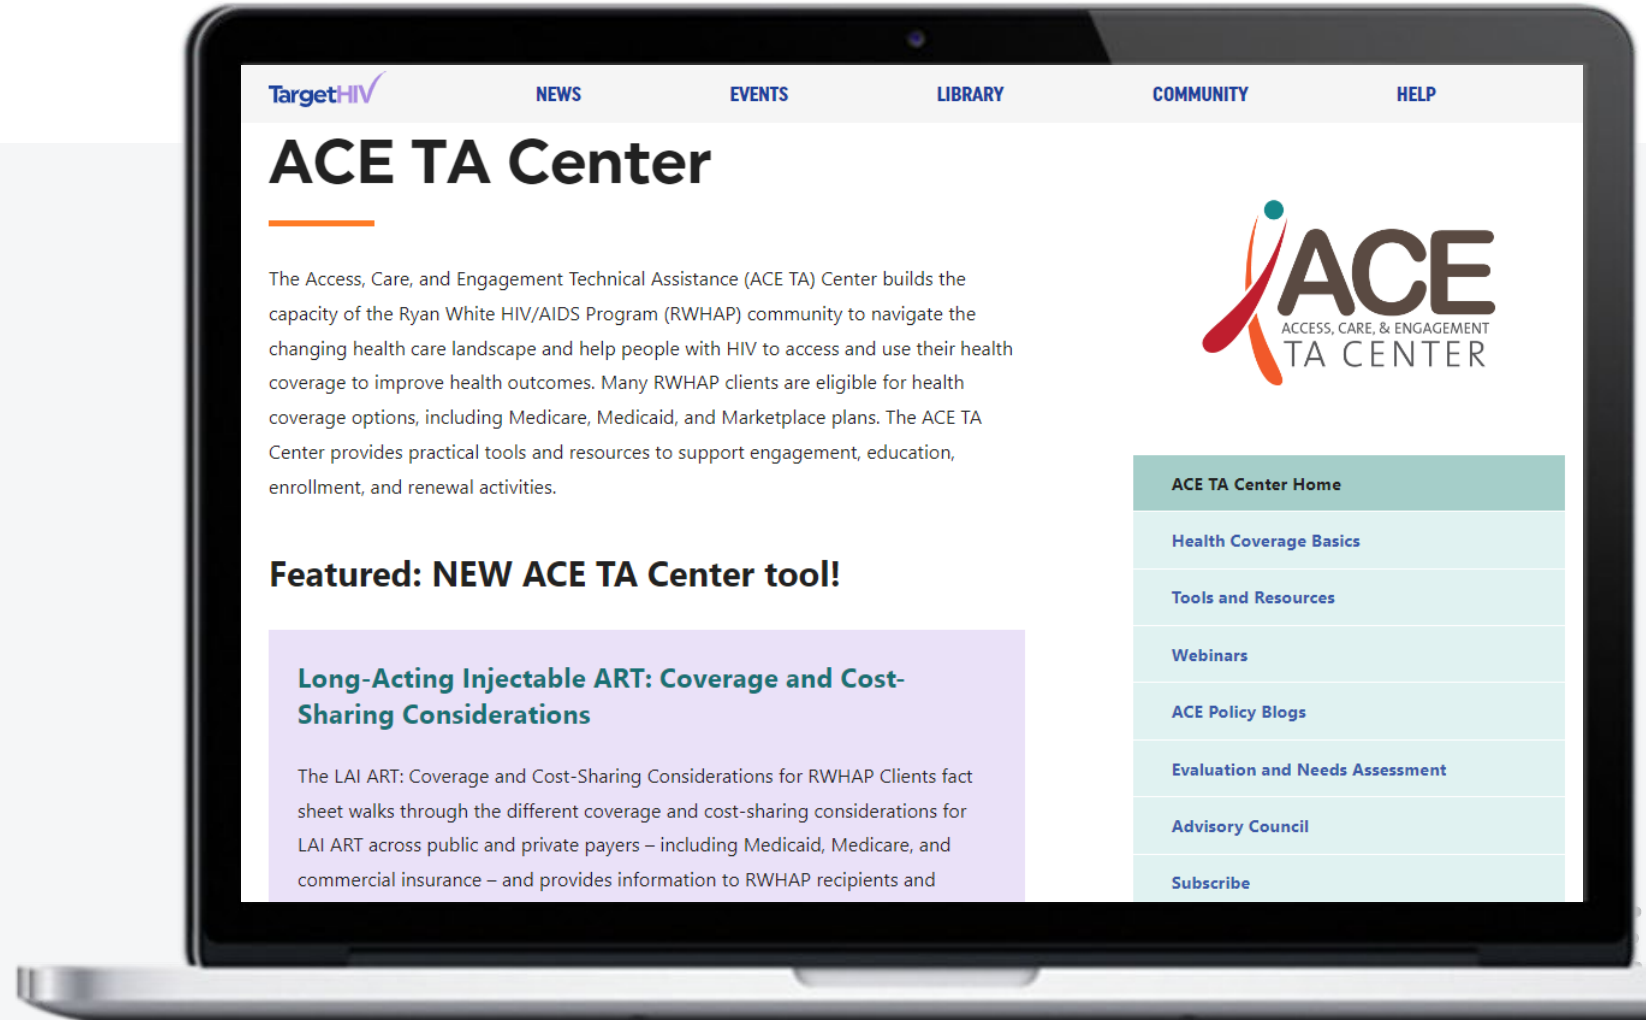 TargetHIV
NEWS
EVENTS
LIBRARY
COMMUNITY
HELP
ACE TA Center
The Access, Care, and Engagement Technical Assistance (ACE TA) Center builds the
capacity of the Ryan White HIV/AIDS Program (RWHAP) community to navigate the
changing health care landscape and help people with HIV to access and use their health
coverage to improve health outcomes. Many RWHAP clients are eligible for health
coverage options, including Medicare, Medicaid, and Marketplace plans. The ACE TA
Center provides practical tools and resources to support engagement, education,
enrollment, and renewal activities.
Featured: NEW ACE TA Center tool!
Long-Acting Injectable ART: Coverage and Cost-
Sharing Considerations
The LAI ART: Coverage and Cost-Sharing Considerations for RWHAP Clients fact
sheet walks through the different coverage and cost-sharing considerations for
LAI ART across public and private payers – including Medicaid, Medicare, and
commercial insurance – and provides information to RWHAP recipients and
ACE
ACCESS, CARE, & ENGAGEMENT
TA CENTER
ACE TA Center Home
Health Coverage Basics
Tools and Resources
Webinars
ACE Policy Blogs
Evaluation and Needs Assessment
Advisory Council
Subscribe